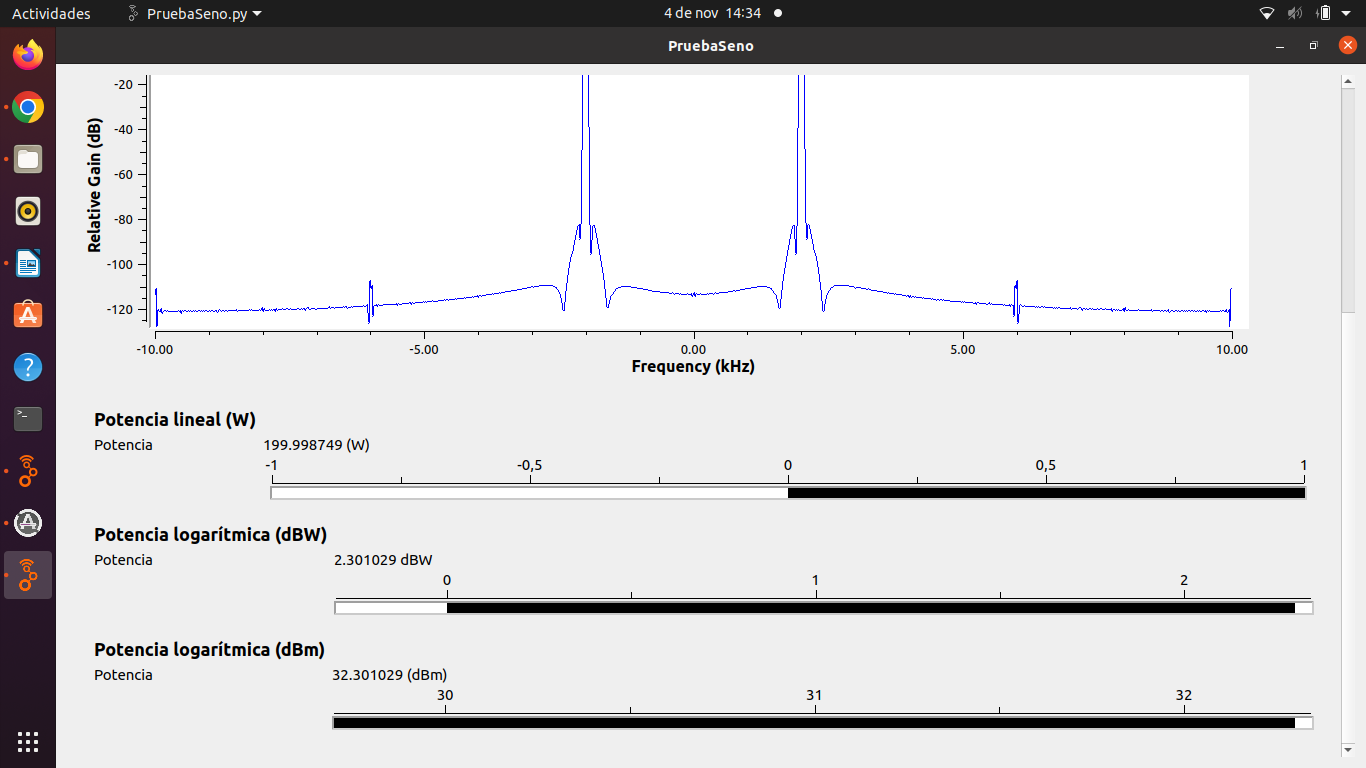 Actividades PruebaSeno.py 4 de nov 14:34
PruebaSeno
-20
-40
-60
-80
-100
-120
Relative Gain (dB)
-10.00 -5.00 0.00 5.00 10.00
Frequency (kHz)
Potencia lineal (W)
Potencia 199.998749 (W)
-1 -0,5 0 0,5 1
Potencia logarítmica (dBW)
Potencia 2.301029 dBW
0 1 2
Potencia logarítmica (dBm)
Potencia 32.301029 (dBm)
30 31 32